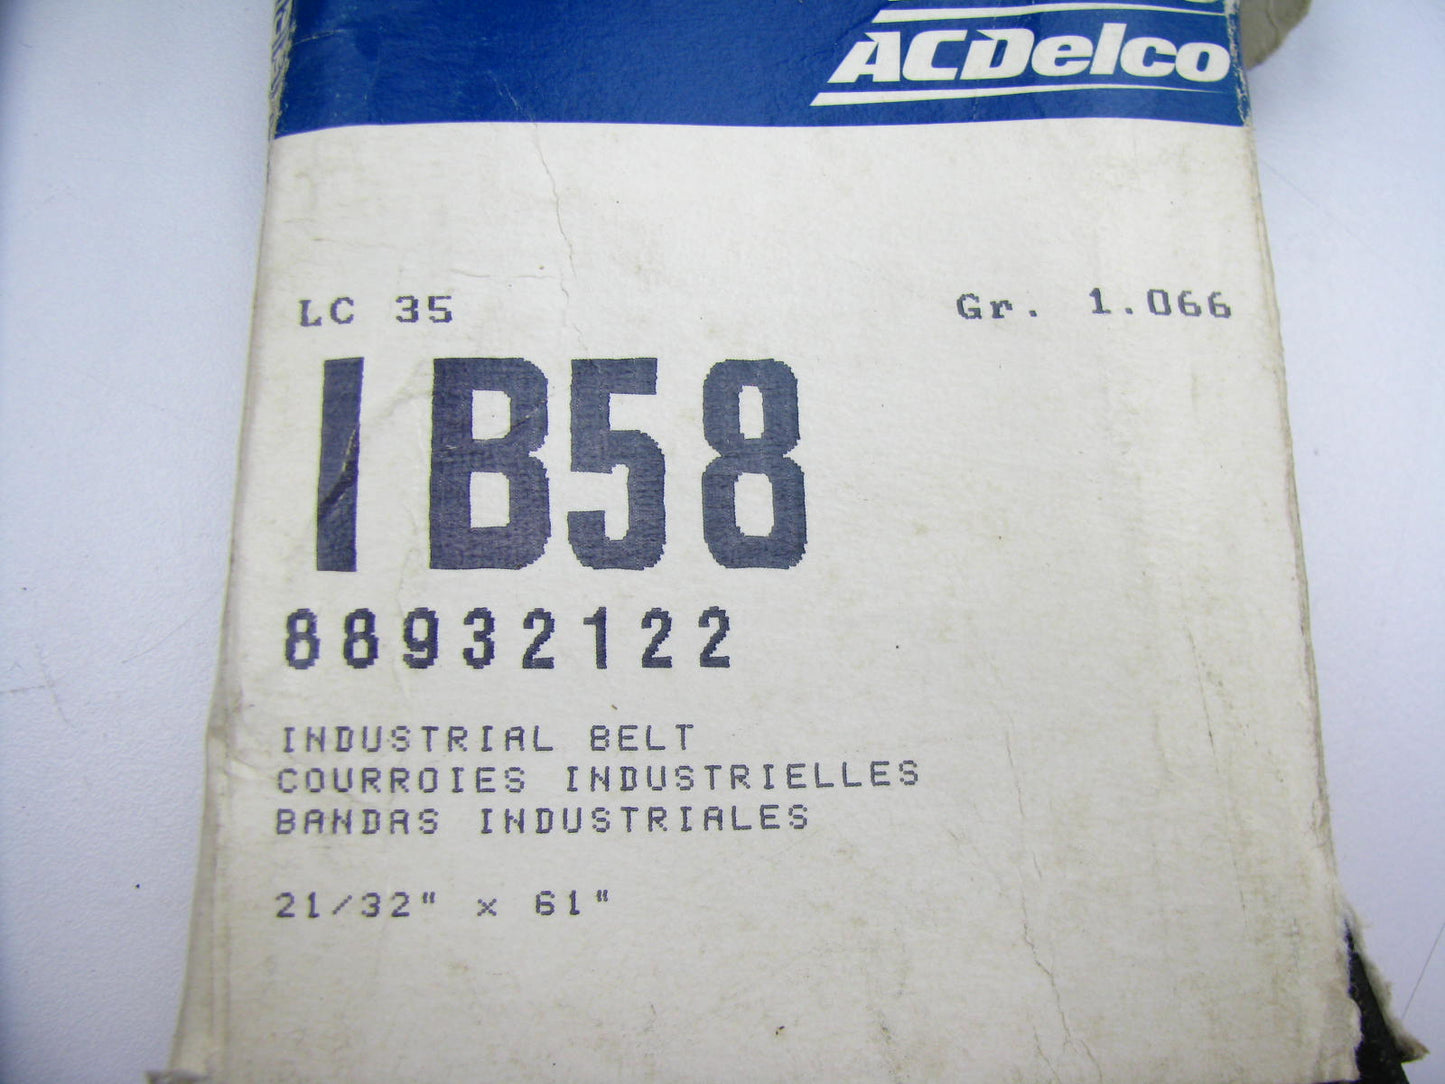 ACDelco
LC 35 Gr. 1.066
IB58
88932122
INDUSTRIAL BELT
COURROIES INDUSTRIELLES
BANDAS INDUSTRIALES
21/32" x 61"